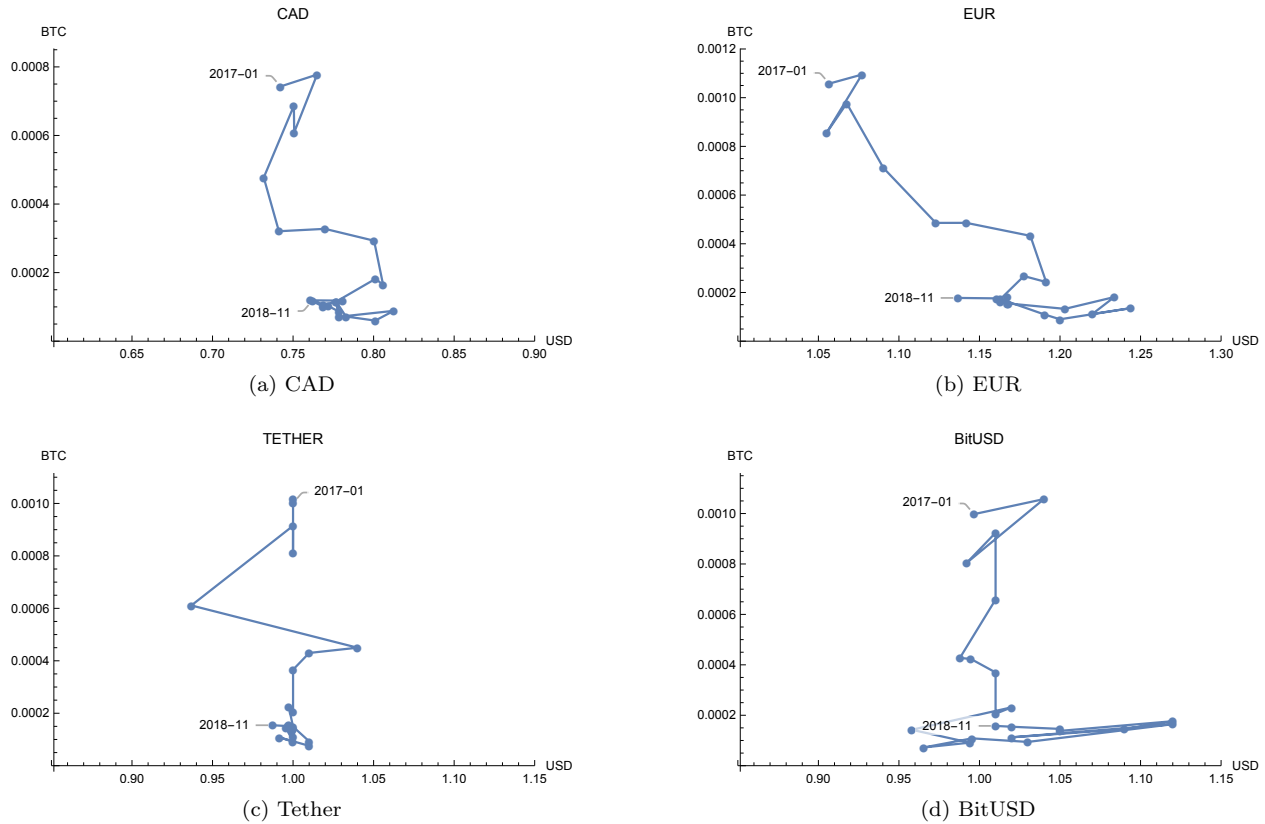 CAD
BTC
0.0008
0.0006
0.0004
0.0002
2017-01
2018-11
0.65 0.70 0.75 0.80 0.85 0.90
USD
(a) CAD
EUR
BTC
0.0012
0.0010
0.0008
0.0006
0.0004
0.0002
2017-01
2018-11
1.05 1.10 1.15 1.20 1.25 1.30
USD
(b) EUR
TETHER
BTC
0.0010
0.0008
0.0006
0.0004
0.0002
2017-01
2018-11
0.90 0.95 1.00 1.05 1.10 1.15
USD
(c) Tether
BitUSD
BTC
0.0010
0.0008
0.0006
0.0004
0.0002
2017-01
2018-11
0.90 0.95 1.00 1.05 1.10 1.15
USD
(d) BitUSD